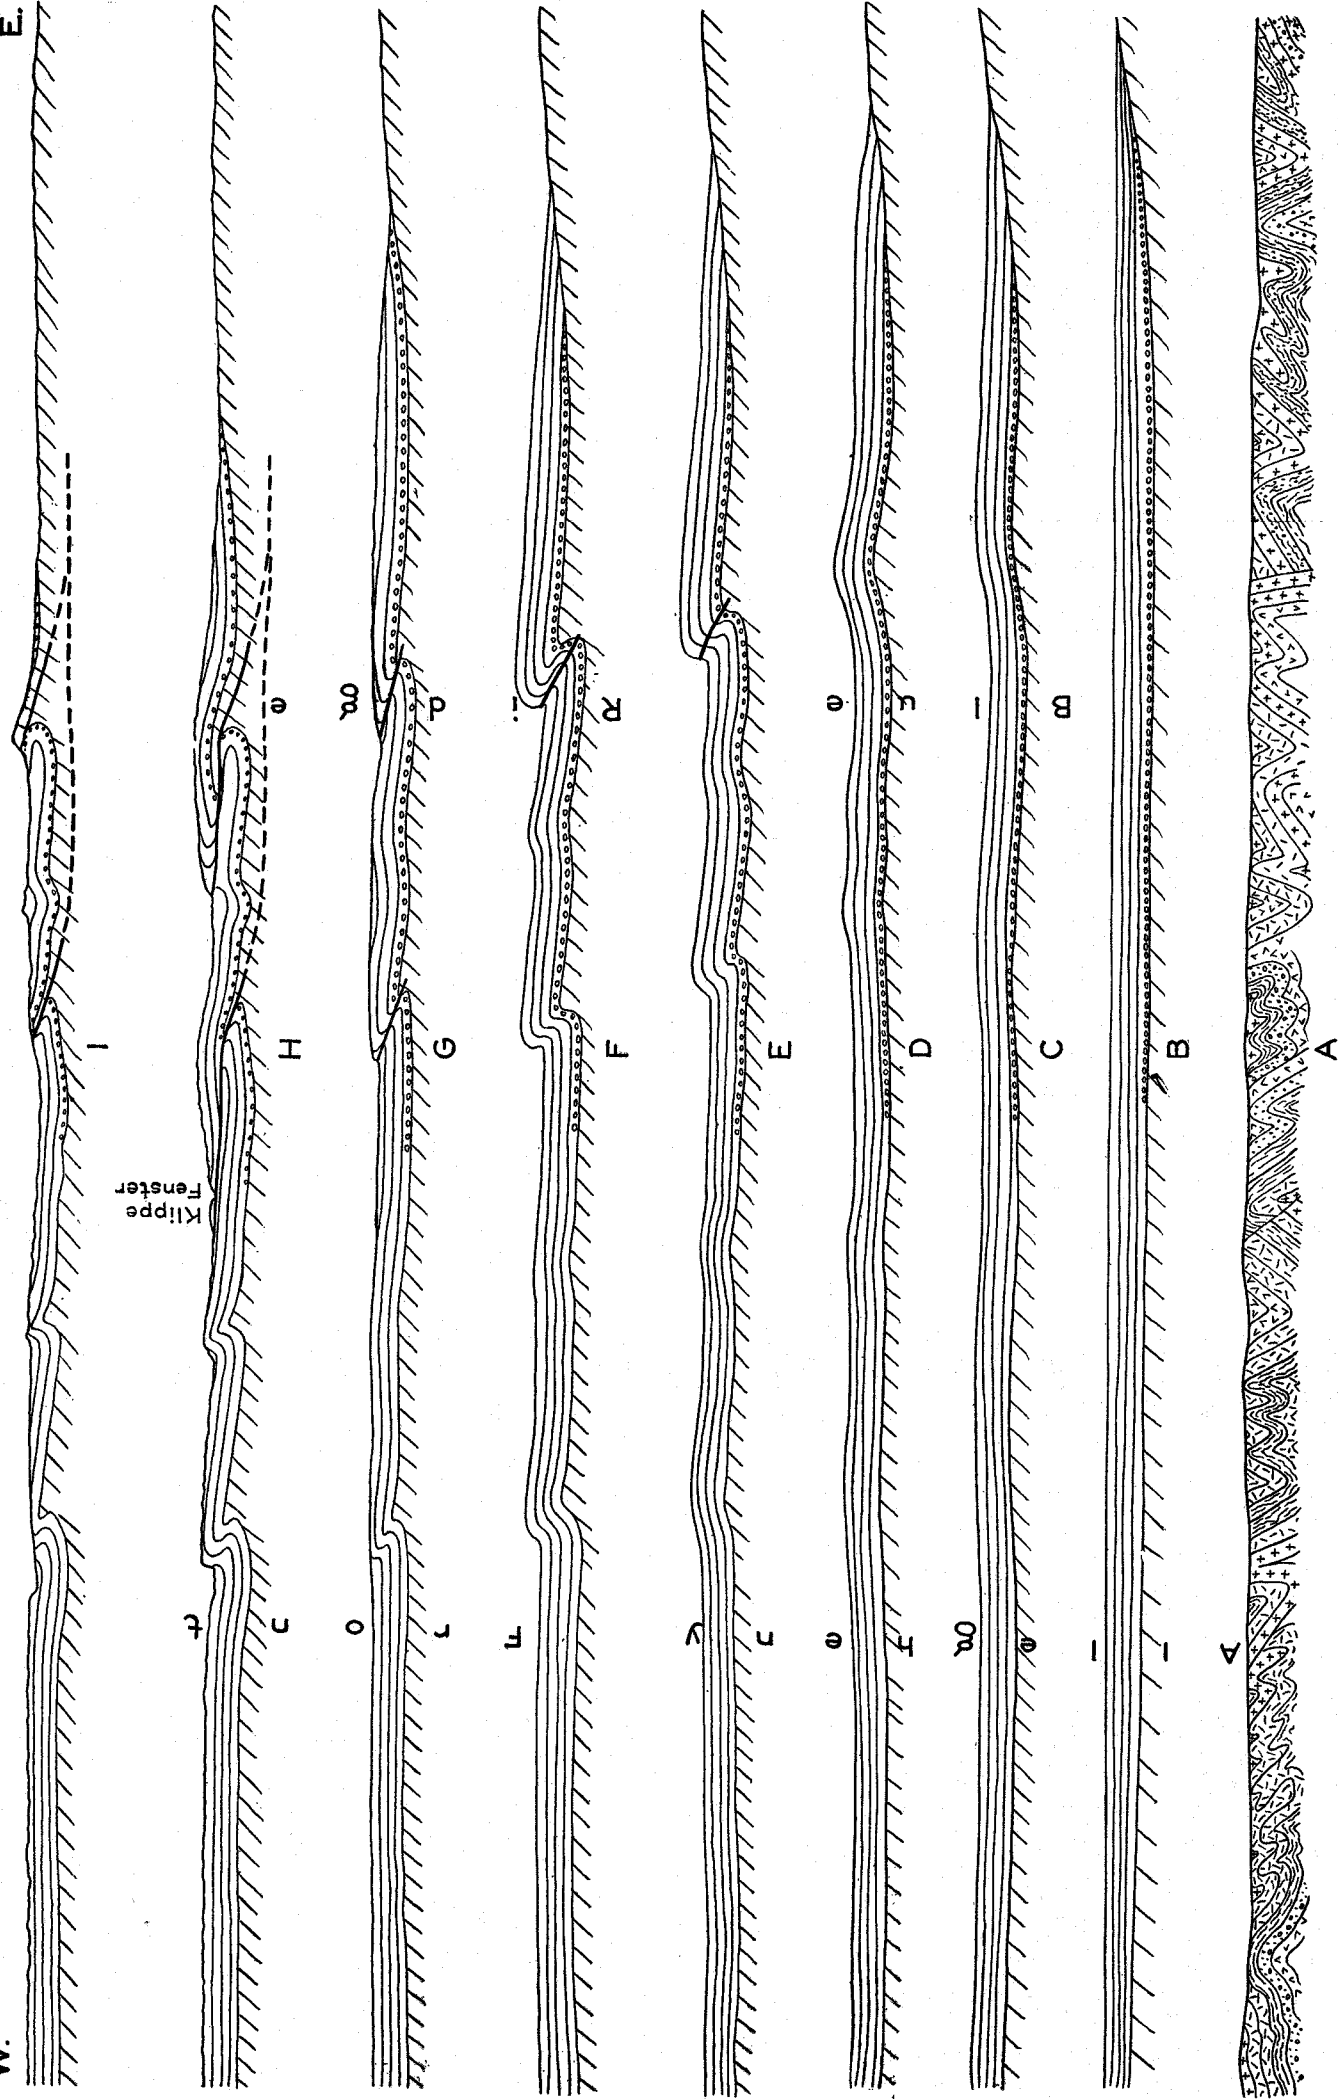 W.
E.
I
Klippe
Fenster
H
G
F
E
D
C
B
A
Allegheny Front
Blue Ridge